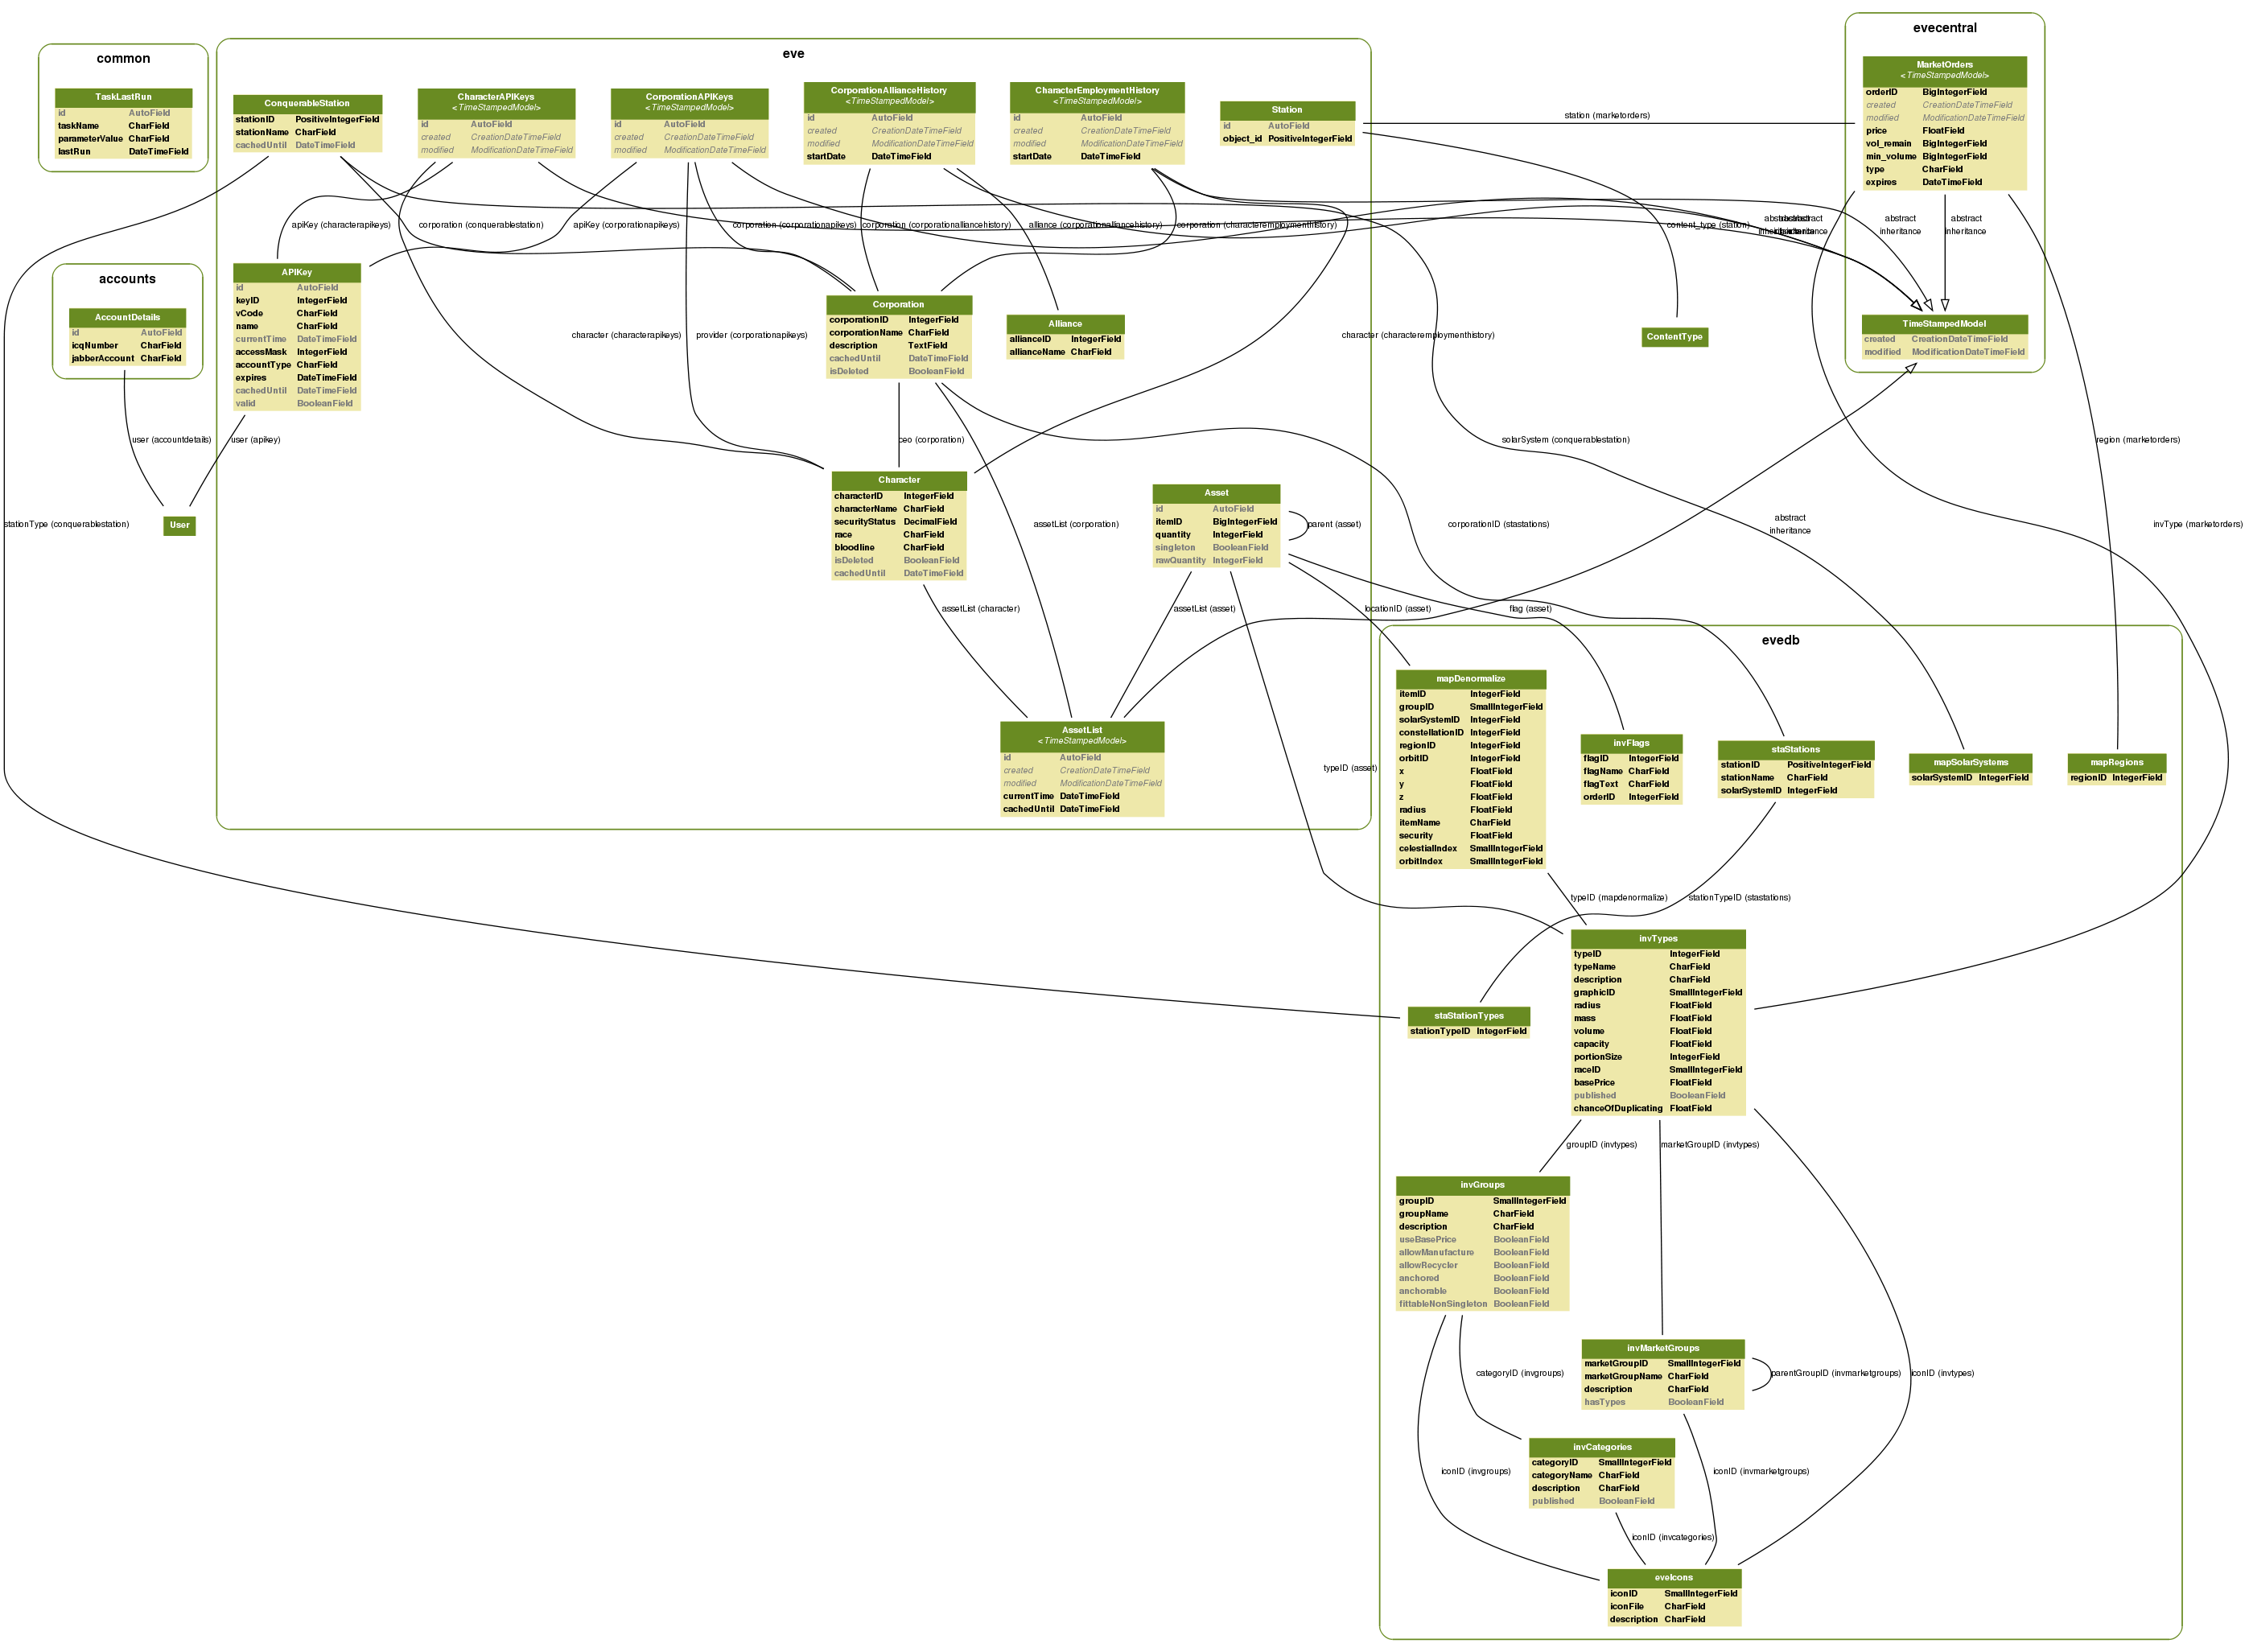 common
TaskLastRun
id AutoField
taskName CharField
parameterValue CharField
lastRun DateTimeField
eve
ConquerableStation
stationID PositiveIntegerField
stationName CharField
cachedUntil DateTimeField
CharacterAPIKeys
<TimeStampedModel>
id AutoField
created CreationDateTimeField
modified ModificationDateTimeField
CorporationAPIKeys
<TimeStampedModel>
id AutoField
created CreationDateTimeField
modified ModificationDateTimeField
CorporationAllianceHistory
<TimeStampedModel>
id AutoField
created CreationDateTimeField
modified ModificationDateTimeField
startDate DateTimeField
CharacterEmploymentHistory
<TimeStampedModel>
id AutoField
created CreationDateTimeField
modified ModificationDateTimeField
startDate DateTimeField
Station
id AutoField
object_id PositiveIntegerField
station (marketorders)
evecentral
MarketOrders
<TimeStampedModel>
orderID BigIntegerField
created CreationDateTimeField
modified ModificationDateTimeField
price FloatField
vol_remain BigIntegerField
min_volume BigIntegerField
type CharField
expires DateTimeField
apiKey (characterapikeys)
corporation (conquerablestation)
apiKey (corporationapikeys)
corporation (corporationapikeys)
corporation (corporationalliancehistory)
alliance (corporationalliancehistory)
corporation (characteremploymenthistory)
content_type (station)
abstract
inheritance
abstract
inheritance
abstract
inheritance
accounts
AccountDetails
id AutoField
icqNumber CharField
jabberAccount CharField
APIKey
id AutoField
keyID IntegerField
vCode CharField
name CharField
currentTime DateTimeField
accessMask IntegerField
accountType CharField
expires DateTimeField
cachedUntil DateTimeField
valid BooleanField
character (characterapikeys)
provider (corporationapikeys)
Corporation
corporationID IntegerField
corporationName CharField
description TextField
cachedUntil DateTimeField
isDeleted BooleanField
Alliance
allianceID IntegerField
allianceName CharField
character (characteremploymenthistory)
ContentType
TimeStampedModel
created CreationDateTimeField
modified ModificationDateTimeField
user (accountdetails)
user (apikey)
ceo (corporation)
solarSystem (conquerablestation)
region (marketorders)
stationType (conquerablestation)
User
Character
characterID IntegerField
characterName CharField
securityStatus DecimalField
race CharField
bloodline CharField
isDeleted BooleanField
cachedUntil DateTimeField
assetList (corporation)
Asset
id AutoField
itemID BigIntegerField
quantity IntegerField
singleton BooleanField
rawQuantity IntegerField
parent (asset)
corporationID (stastations)
abstract
inheritance
invType (marketorders)
assetList (character)
assetList (asset)
locationID (asset)
flag (asset)
AssetList
<TimeStampedModel>
id AutoField
created CreationDateTimeField
modified ModificationDateTimeField
currentTime DateTimeField
cachedUntil DateTimeField
typeID (asset)
evedb
mapDenormalize
itemID IntegerField
groupID SmallIntegerField
solarSystemID IntegerField
constellationID IntegerField
regionID IntegerField
orbitID IntegerField
x FloatField
y FloatField
z FloatField
radius FloatField
itemName CharField
security FloatField
celestialIndex SmallIntegerField
orbitIndex SmallIntegerField
invFlags
flagID IntegerField
flagName CharField
flagText CharField
orderID IntegerField
staStations
stationID PositiveIntegerField
stationName CharField
solarSystemID IntegerField
mapSolarSystems
solarSystemID IntegerField
mapRegions
regionID IntegerField
typeID (mapdenormalize)
stationTypeID (stastations)
staStationTypes
stationTypeID IntegerField
invTypes
typeID IntegerField
typeName CharField
description CharField
graphicID SmallIntegerField
radius FloatField
mass FloatField
volume FloatField
capacity FloatField
portionSize IntegerField
raceID SmallIntegerField
basePrice FloatField
published BooleanField
chanceOfDuplicating FloatField
groupID (invtypes)
marketGroupID (invtypes)
invGroups
groupID SmallIntegerField
groupName CharField
description CharField
useBasePrice BooleanField
allowManufacture BooleanField
allowRecycler BooleanField
anchored BooleanField
anchorable BooleanField
fittableNonSingleton BooleanField
categoryID (invgroups)
invMarketGroups
marketGroupID SmallIntegerField
marketGroupName CharField
description CharField
hasTypes BooleanField
parentGroupID (invmarketgroups)
iconID (invtypes)
iconID (invgroups)
invCategories
categoryID SmallIntegerField
categoryName CharField
description CharField
published BooleanField
iconID (invmarketgroups)
iconID (invcategories)
eveIcons
iconID SmallIntegerField
iconFile CharField
description CharField